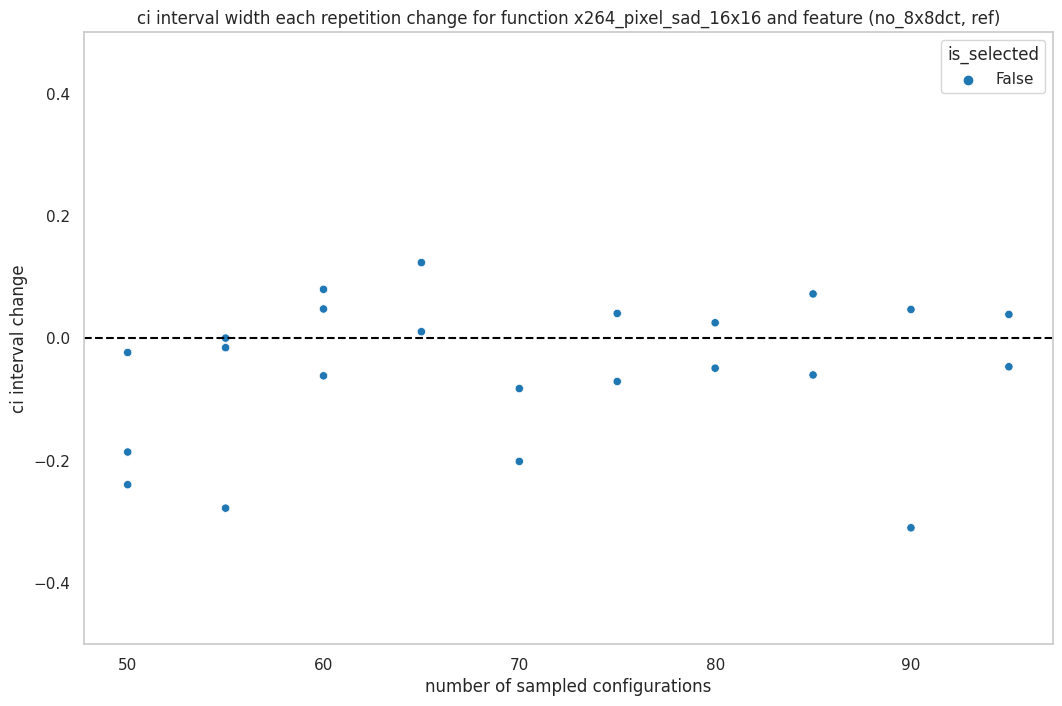 ci interval width each repetition change for function x264_pixel_sad_16x16 and feature (no_8x8dct, ref)
is_selected
False
0.4
0.2
0.0
−0.2
−0.4
ci interval change
50
60
70
80
90
number of sampled configurations